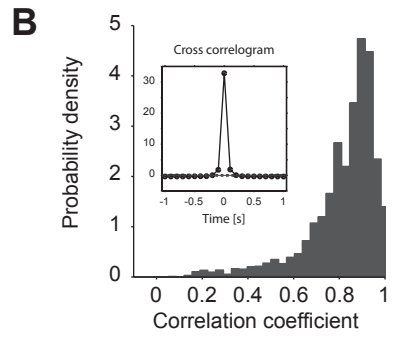 B
Probability density
5
4
3
2
1
0
Cross correlogram
30
20
10
0
-1 -0.5 0 0.5 1
Time [s]
0 0.2 0.4 0.6 0.8 1
Correlation coefficient